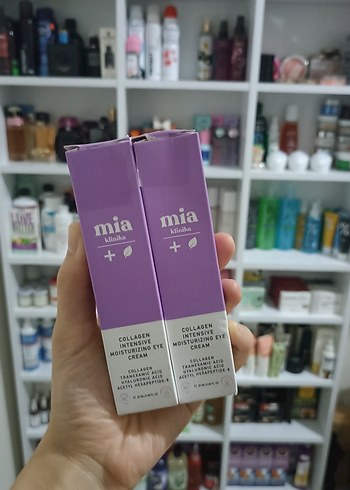 mia
klinika
COLLAGEN
INTENSIVE
MOISTURIZING EYE
CREAM
COLLAGEN
TRANEXAMIC ACID
HYALURONIC ACID
ACETYL HEXAPEPTIDE-8
mia
klinika
COLLAGEN
INTENSIVE
MOISTURIZING EYE
CREAM
COLLAGEN
TRANEXAMIC ACID
HYALURONIC ACID
ACETYL HEXAPEPTIDE-8